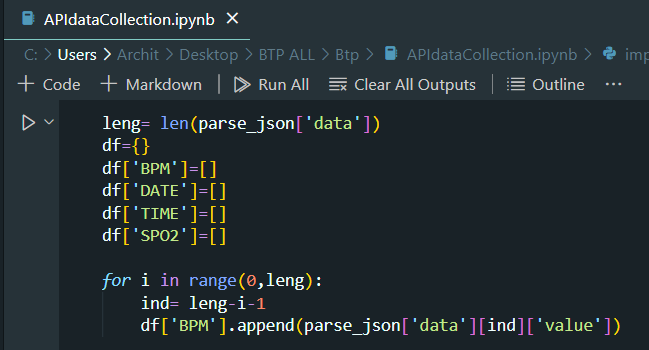 APIdataCollection.ipynb ×
C: > Users > Archit > Desktop > BTP ALL > Btp > APIdataCollection.ipynb > imp
+ Code + Markdown | Run All Clear All Outputs | Outline ...
leng= len(parse_json['data'])
df={}
df['BPM']=[]
df['DATE']=[]
df['TIME']=[]
df['SPO2']=[]
for i in range(0,leng):
ind= leng-i-1
df['BPM'].append(parse_json['data'][ind]['value'])